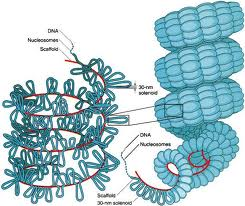 DNA
Nucleosomes
Scaffold
30-nm
solenoid
DNA
Nucleosomes
Scaffold
30-nm solenoid